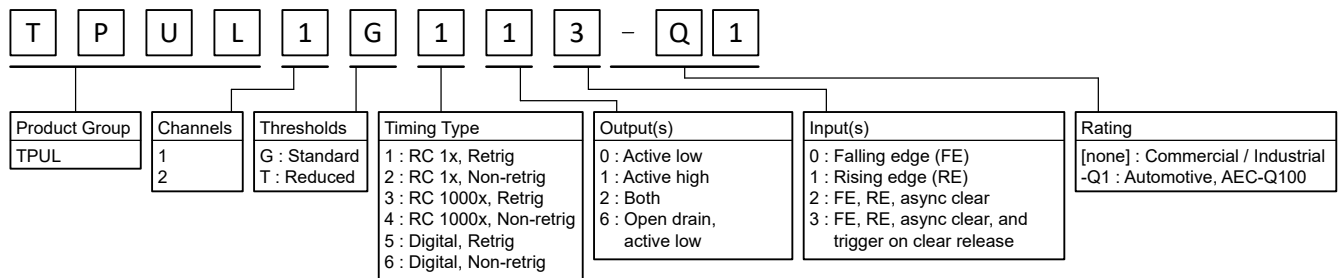 T P U L 1 G 1 1 3 - Q 1
Product Group
TPUL
Channels
1
2
Thresholds
G : Standard
T : Reduced
Timing Type
1 : RC 1x, Retrig
2 : RC 1x, Non-retrig
3 : RC 1000x, Retrig
4 : RC 1000x, Non-retrig
5 : Digital, Retrig
6 : Digital, Non-retrig
Output(s)
0 : Active low
1 : Active high
2 : Both
6 : Open drain,
active low
Input(s)
0 : Falling edge (FE)
1 : Rising edge (RE)
2 : FE, RE, async clear
3 : FE, RE, async clear, and
trigger on clear release
Rating
[none] : Commercial / Industrial
-Q1 : Automotive, AEC-Q100